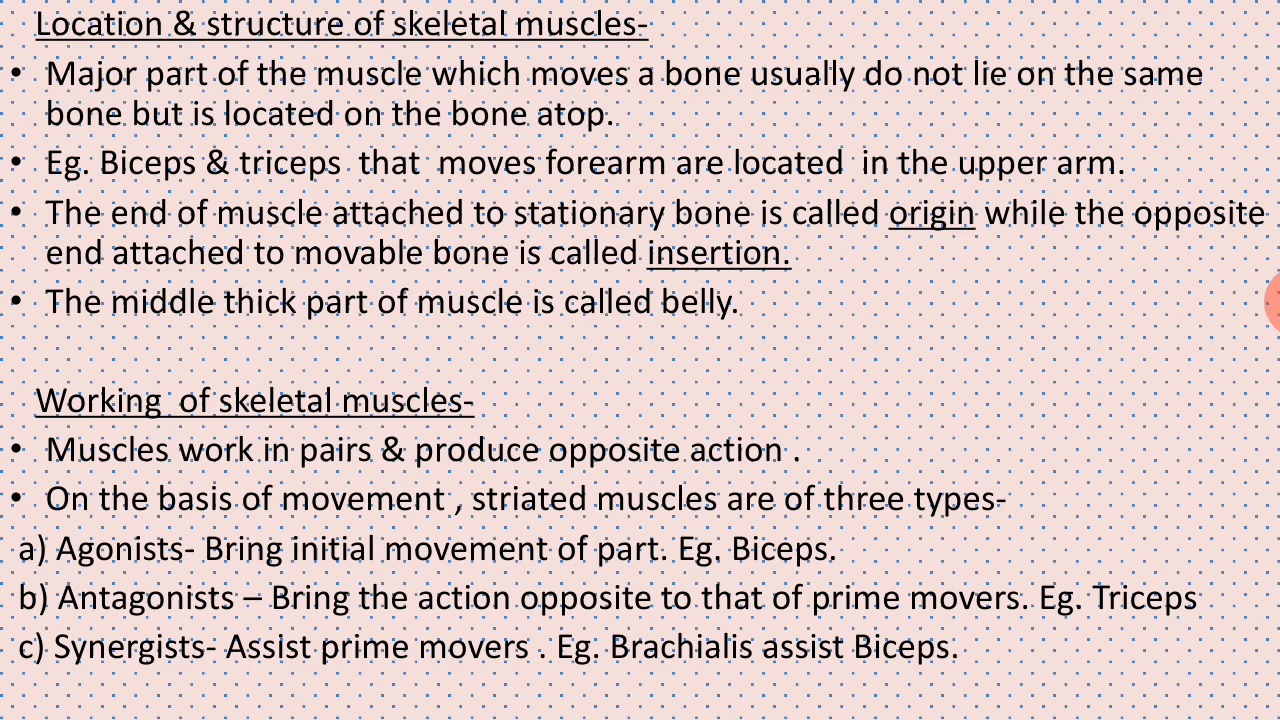 Location & structure of skeletal muscles-
• Major part of the muscle which moves a bone usually do not lie on the same
bone but is located on the bone atop.
• Eg. Biceps & triceps that moves forearm are located in the upper arm.
• The end of muscle attached to stationary bone is called origin while the opposite
end attached to movable bone is called insertion.
• The middle thick part of muscle is called belly.
Working of skeletal muscles-
• Muscles work in pairs & produce opposite action .
• On the basis of movement , striated muscles are of three types-
a) Agonists- Bring initial movement of part. Eg. Biceps.
b) Antagonists – Bring the action opposite to that of prime movers. Eg. Triceps
c) Synergists- Assist prime movers . Eg. Brachialis assist Biceps.